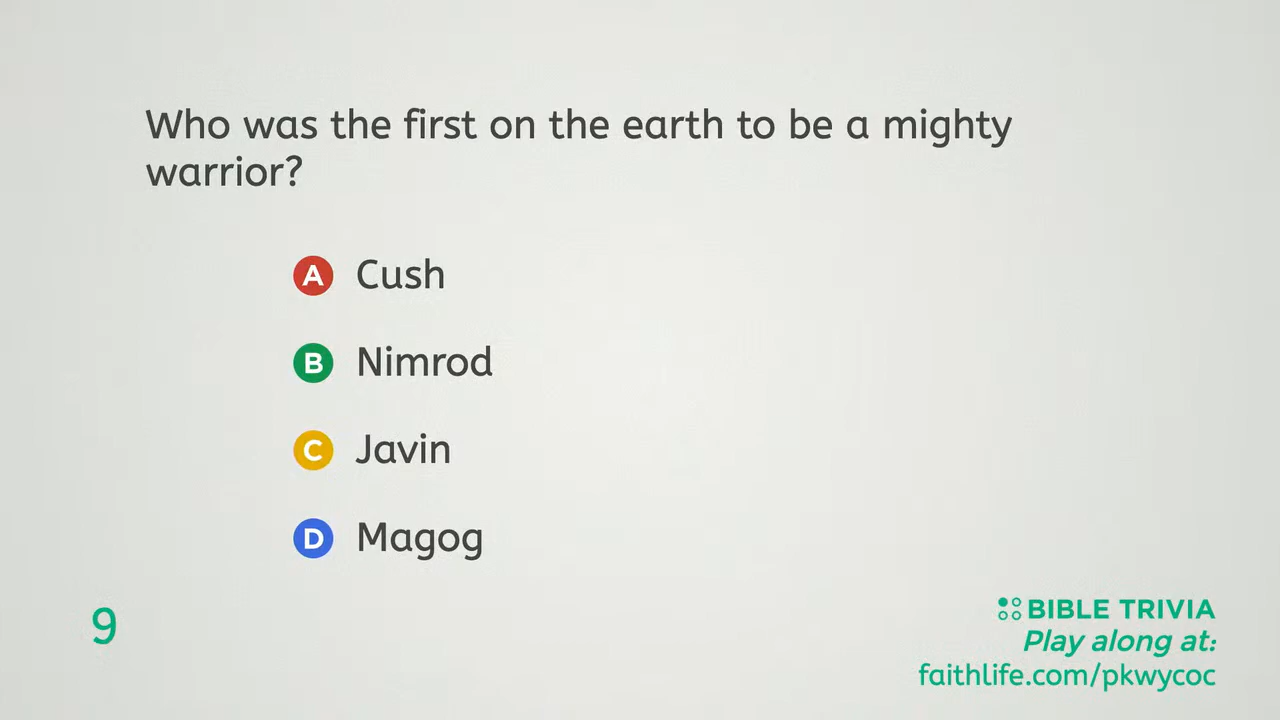 Who was the first on the earth to be a mighty
warrior?
A Cush
B Nimrod
C Javin
D Magog
9
BIBLE TRIVIA
Play along at:
faithlife.com/pkwycoc